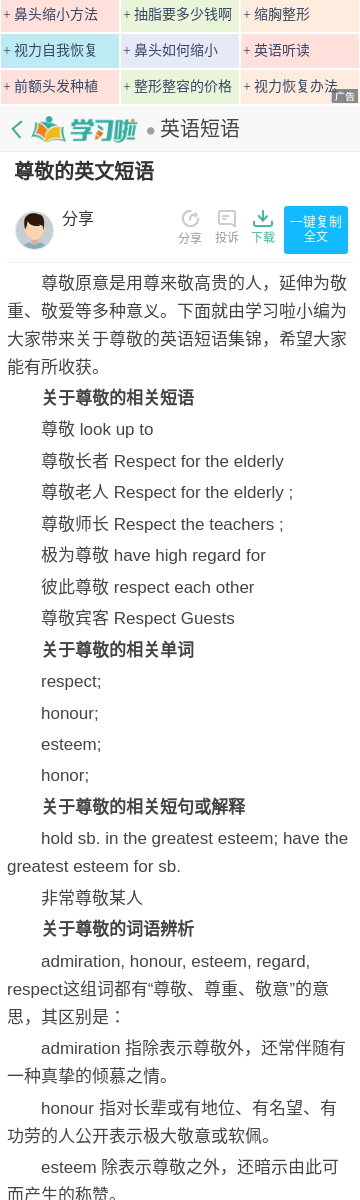 + 鼻头缩小方法 + 抽脂要多少钱啊 + 缩胸整形
+ 视力自我恢复 + 鼻头如何缩小 + 英语听读
+ 前额头发种植 + 整形整容的价格 + 视力恢复办法
广告
学习啦 ● 英语短语
尊敬的英文短语
分享
分享 投诉 下载
一键复制
全文
尊敬原意是用尊来敬高贵的人，延伸为敬
重、敬爱等多种意义。下面就由学习啦小编为
大家带来关于尊敬的英语短语集锦，希望大家
能有所收获。
关于尊敬的相关短语
尊敬 look up to
尊敬长者 Respect for the elderly
尊敬老人 Respect for the elderly ;
尊敬师长 Respect the teachers ;
极为尊敬 have high regard for
彼此尊敬 respect each other
尊敬宾客 Respect Guests
关于尊敬的相关单词
respect;
honour;
esteem;
honor;
关于尊敬的相关短句或解释
hold sb. in the greatest esteem; have the
greatest esteem for sb.
非常尊敬某人
关于尊敬的词语辨析
admiration, honour, esteem, regard,
respect这组词都有“尊敬、尊重、敬意”的意
思，其区别是：
admiration 指除表示尊敬外，还常伴随有
一种真挚的倾慕之情。
honour 指对长辈或有地位、有名望、有
功劳的人公开表示极大敬意或软佩。
esteem 除表示尊敬之外，还暗示由此可
而产生的称赞。